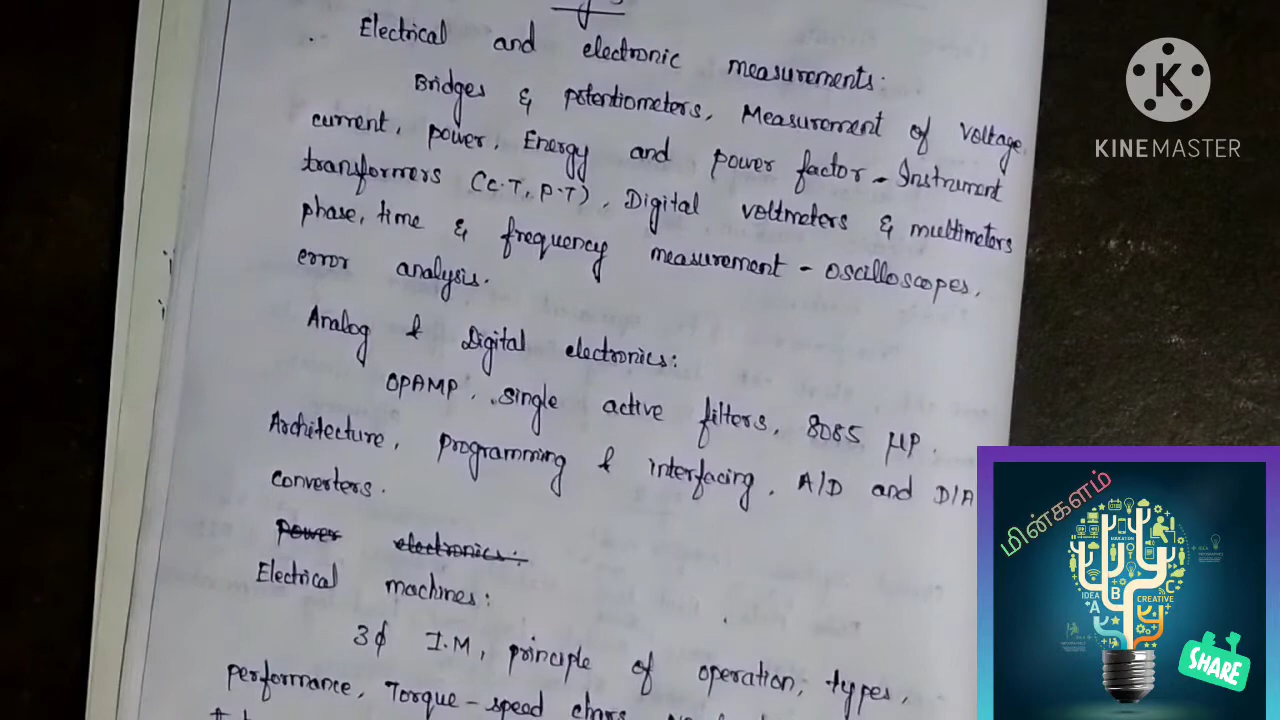 Electrical and electronic measurements:
Bridges & potentiometers, Measurement of voltage,
current, power, Energy and power factor - Instrument
transformers (C.T, P.T), Digital voltmeters & multimeters
phase, time & frequency measurement - oscilloscopes,
error analysis.
Analog & Digital electronics:
OPAMP, single active filters, 8085 μP.
Architecture, programming & interfacing, A/D and D/A
converters.
Power electronics:
Electrical machines:
3ϕ I.M, principle of operation, types,
performance, Torque-speed chars
K
KINEMASTER
மின்களம்
EDUCATION
IDEA
A
B
C
CREATIVE
SHARE